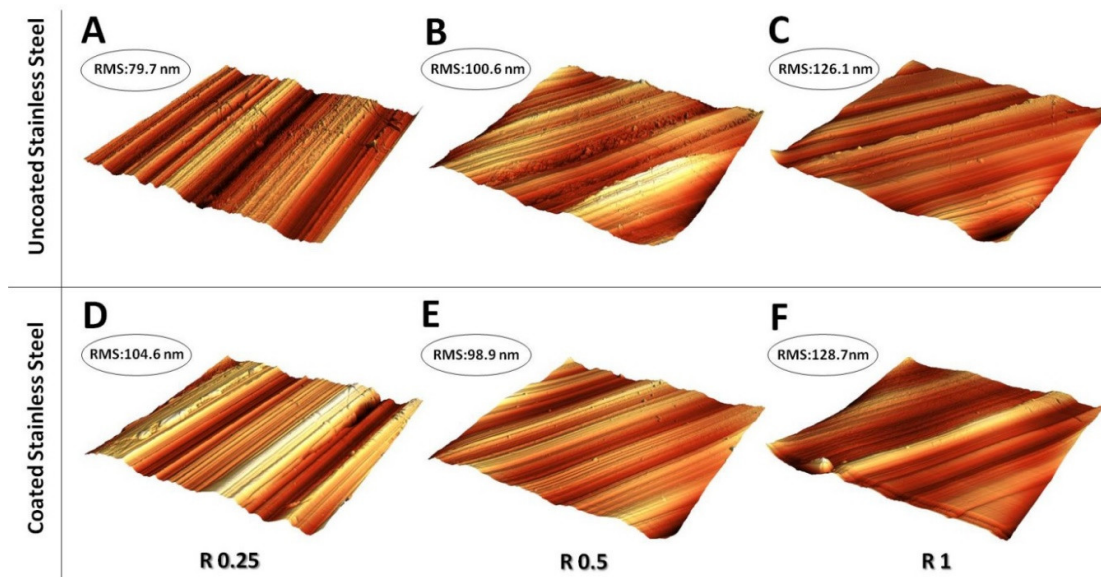 Uncoated Stainless Steel
A
RMS:79.7 nm
B
RMS:100.6 nm
C
RMS:126.1 nm
Coated Stainless Steel
D
RMS:104.6 nm
E
RMS:98.9 nm
F
RMS:128.7nm
R 0.25
R 0.5
R 1